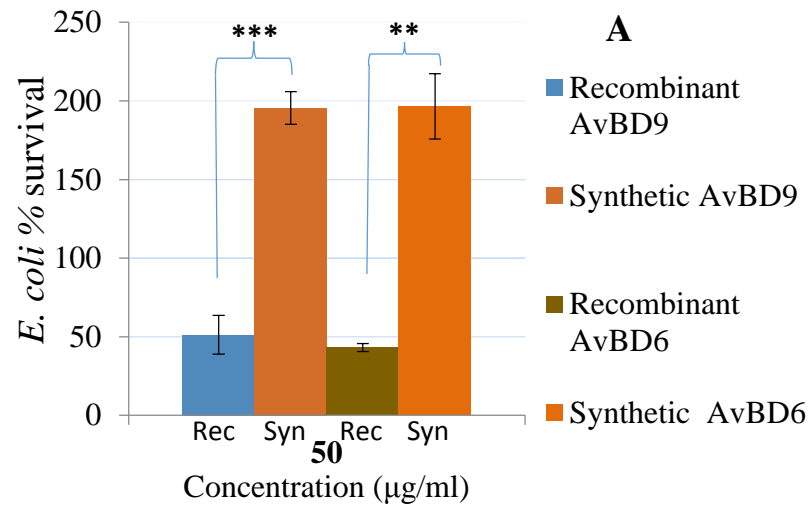 A
***
**
250
200
150
100
50
0
E. coli % survival
Rec Syn Rec Syn
50
Concentration (μg/ml)
Recombinant
AvBD9
Synthetic AvBD9
Recombinant
AvBD6
Synthetic AvBD6